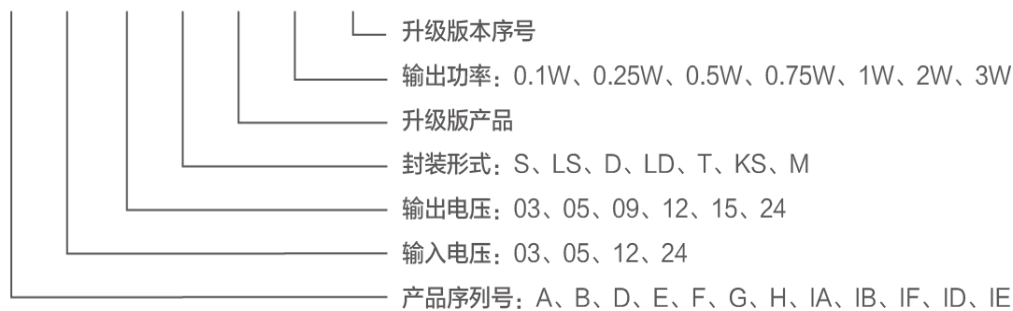 升级版本序号
输出功率：0.1W、0.25W、0.5W、0.75W、1W、2W、3W
升级版产品
封装形式：S、LS、D、LD、T、KS、M
输出电压：03、05、09、12、15、24
输入电压：03、05、12、24
产品序列号：A、B、D、E、F、G、H、IA、IB、IF、ID、IE